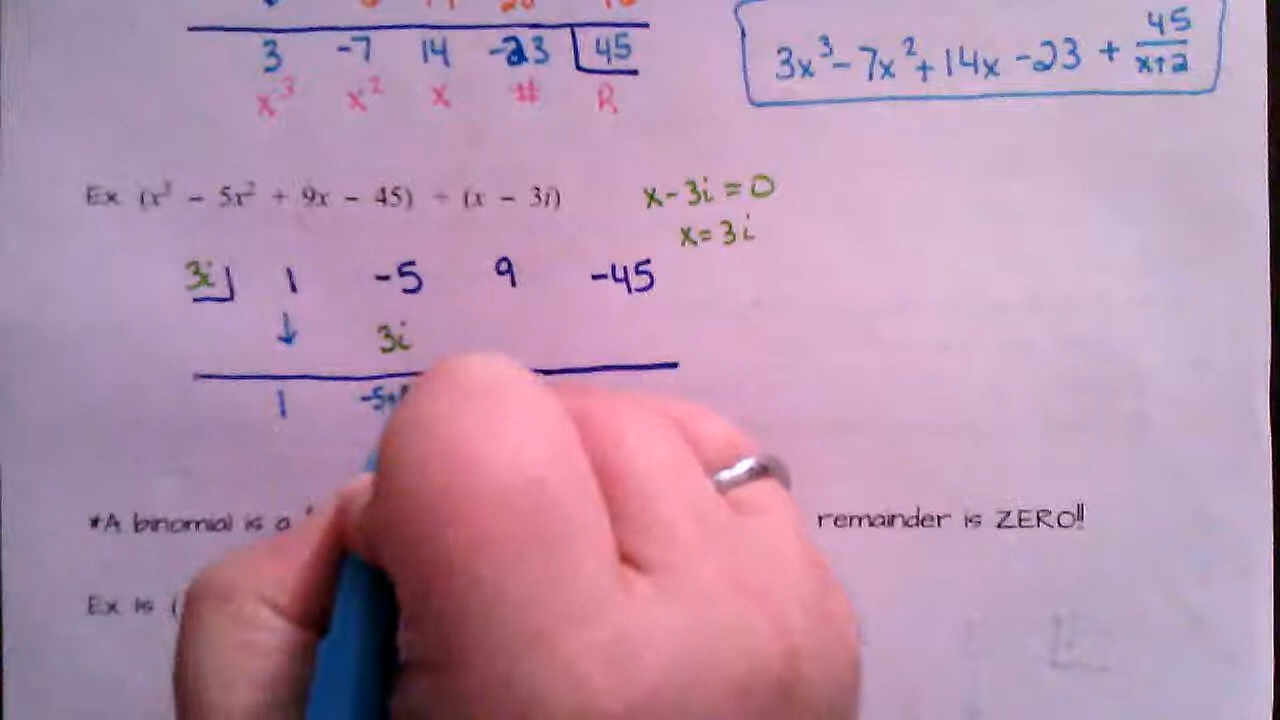 3 -7 14 -23 45
x³ x² x # R
3x³ - 7x² + 14x - 23 + 45/x+2
Ex (x³ - 5x² + 9x - 45) ÷ (x - 3i)
x - 3i = 0
x = 3i
3i 1 -5 9 -45
↓ 3i
1 -5+
*A binomial is a
remainder is ZERO!!
Ex Is (